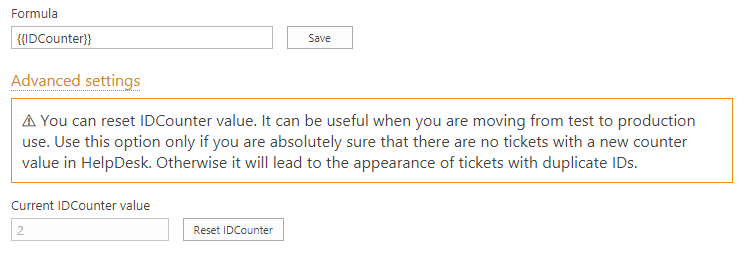 Formula
{{IDCounter}} Save
Advanced settings
⚠ You can reset IDCounter value. It can be useful when you are moving from test to production
use. Use this option only if you are absolutely sure that there are no tickets with a new counter
value in HelpDesk. Otherwise it will lead to the appearance of tickets with duplicate IDs.
Current IDCounter value
2 Reset IDCounter